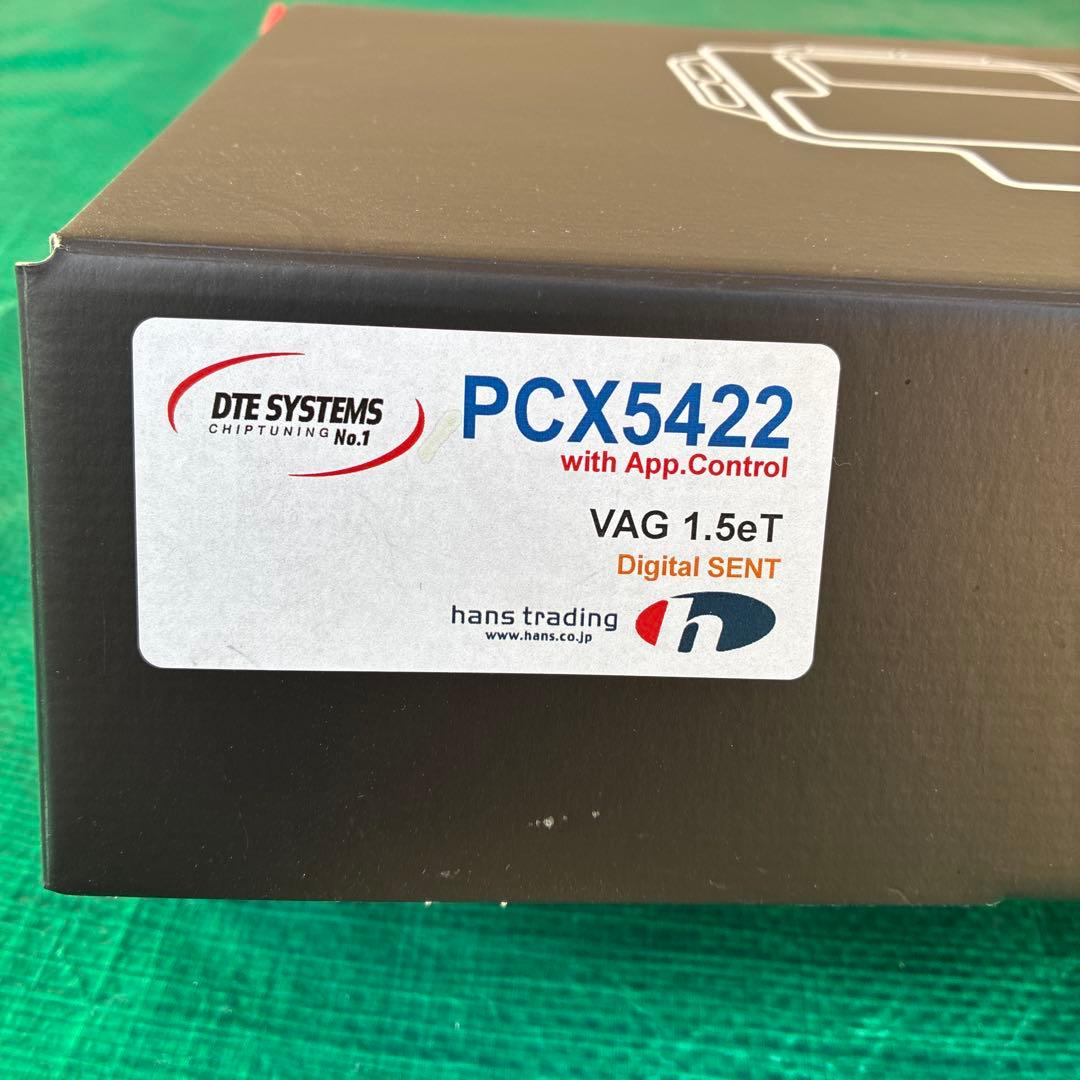 DTE SYSTEMS
CHIPTUNING No.1
PCX5422
with App.Control
VAG 1.5eT
Digital SENT
hans trading
www.hans.co.jp
h